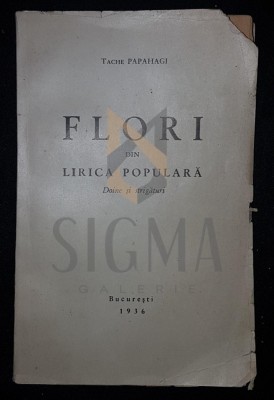 TACHE PAPAHAGI
FLORI
DIN
LIRICA POPULARĂ
Doine și strigături
SIGMA
GALERIE
București
1936